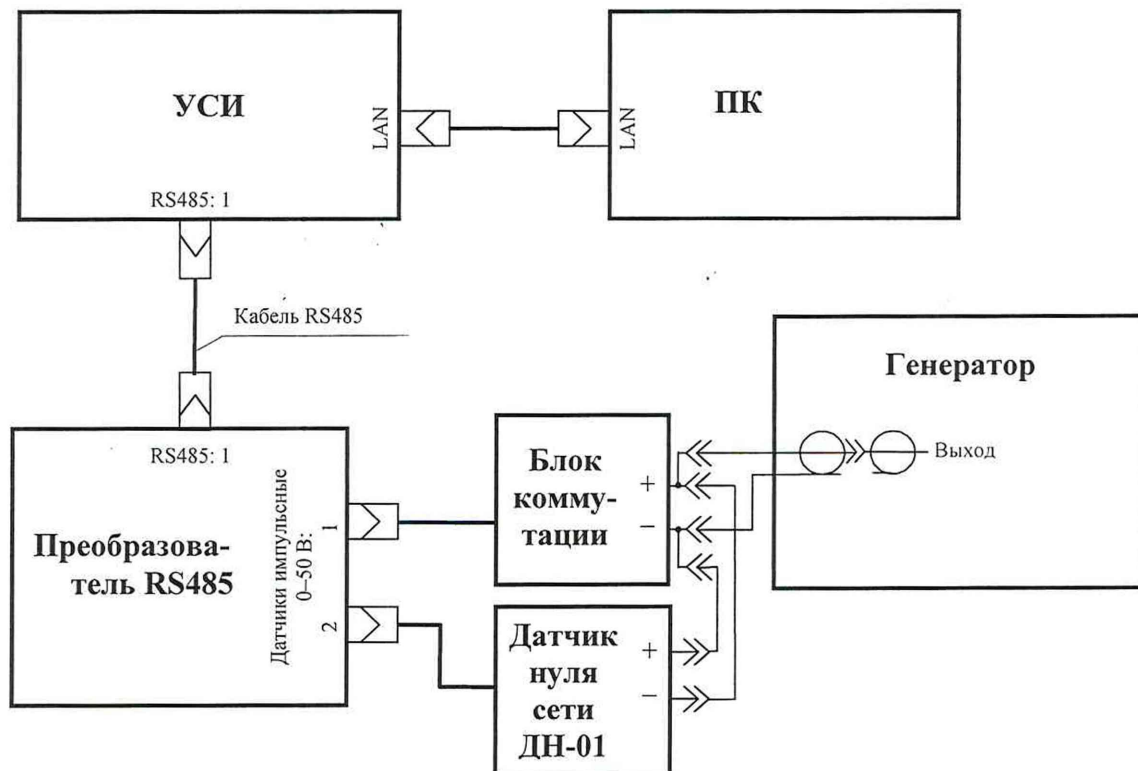 УСИ
LAN
RS485: 1
ПК
LAN
Кабель RS485
Генератор
Выход
RS485: 1
Преобразова-
тель RS485
Датчики импульсные
0–50 В:
1
2
Блок
комму-
тации
+
−
Датчик
нуля
сети
ДН-01
+
−